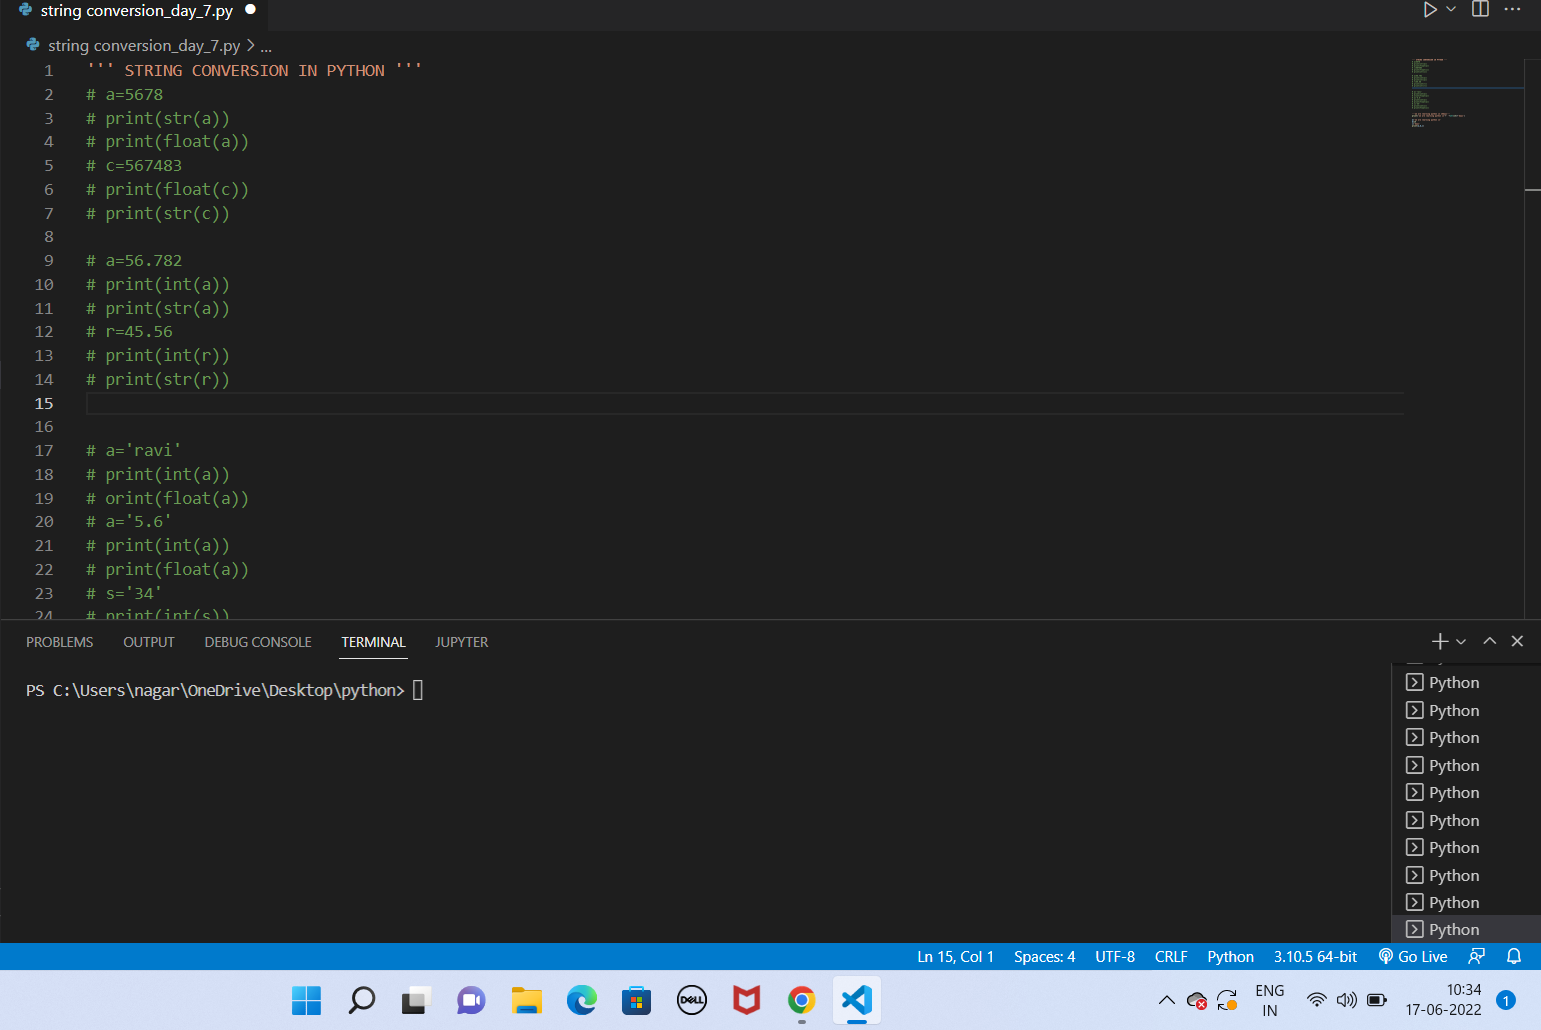 string conversion_day_7.py
string conversion_day_7.py > ...
1 ''' STRING CONVERSION IN PYTHON '''
2 # a=5678
3 # print(str(a))
4 # print(float(a))
5 # c=567483
6 # print(float(c))
7 # print(str(c))
8
9 # a=56.782
10 # print(int(a))
11 # print(str(a))
12 # r=45.56
13 # print(int(r))
14 # print(str(r))
15
16
17 # a='ravi'
18 # print(int(a))
19 # orint(float(a))
20 # a='5.6'
21 # print(int(a))
22 # print(float(a))
23 # s='34'
24 # print(int(s))
PROBLEMS OUTPUT DEBUG CONSOLE TERMINAL JUPYTER
PS C:\Users\nagar\OneDrive\Desktop\python>
Python
Python
Python
Python
Python
Python
Python
Python
Python
Python
Ln 15, Col 1 Spaces: 4 UTF-8 CRLF Python 3.10.5 64-bit Go Live
DELL
ENG
IN
10:34
17-06-2022
1